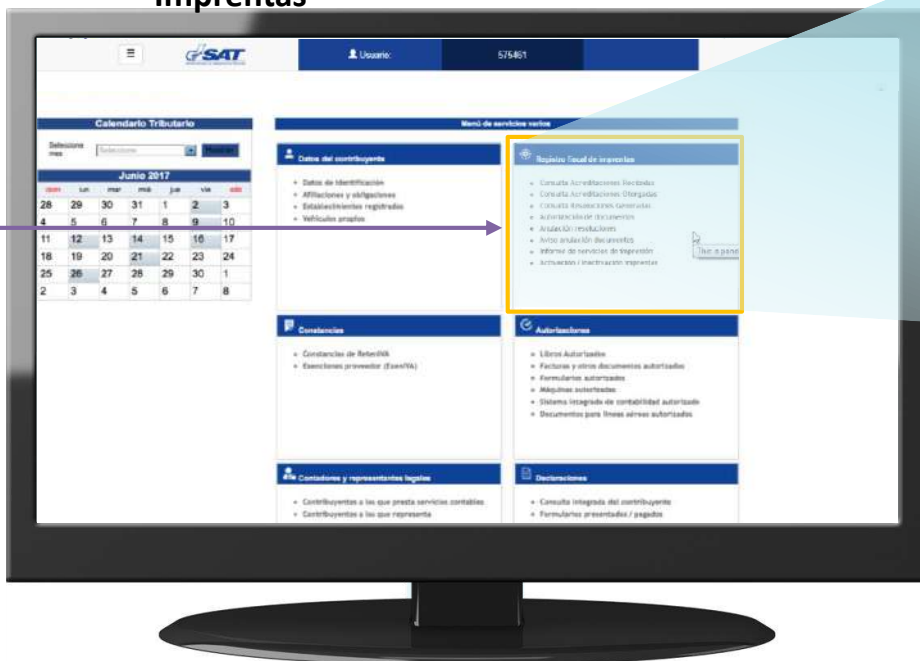 Imprentas
≡
SAT
Usuario:
575461
Calendario Tributario
Seleccione mes
Seleccione
Junio 2017
dom lun mar mié jue vie sáb
28 29 30 31 1 2 3
4 5 6 7 8 9 10
11 12 13 14 15 16 17
18 19 20 21 22 23 24
25 26 27 28 29 30 1
2 3 4 5 6 7 8
Menú de servicios varios
Datos del contribuyente
Datos de identificación
Afiliaciones y obligaciones
Establecimientos registrados
Vehículos propios
Registro fiscal de imprentas
Consulta Acreditaciones Recibidas
Consulta Acreditaciones Otorgadas
Consulta Resoluciones Generadas
Autorización de documentos
Anulación resoluciones
Aviso anulación documentos
Informe de servicios de impresión
Activación / Inactivación imprentas
Constancias
Constancias de RetenIVA
Exenciones proveedor (ExenIVA)
Autorizaciones
Libros Autorizados
Facturas y otros documentos autorizados
Formularios autorizados
Máquinas autorizadas
Sistema integrado de contabilidad autorizado
Documentos para líneas aéreas autorizados
Contadores y representantes legales
Contribuyentes a los que presta servicios contables
Contribuyentes a los que representa
Declaraciones
Consulta integrada del contribuyente
Formularios presentados / pagados